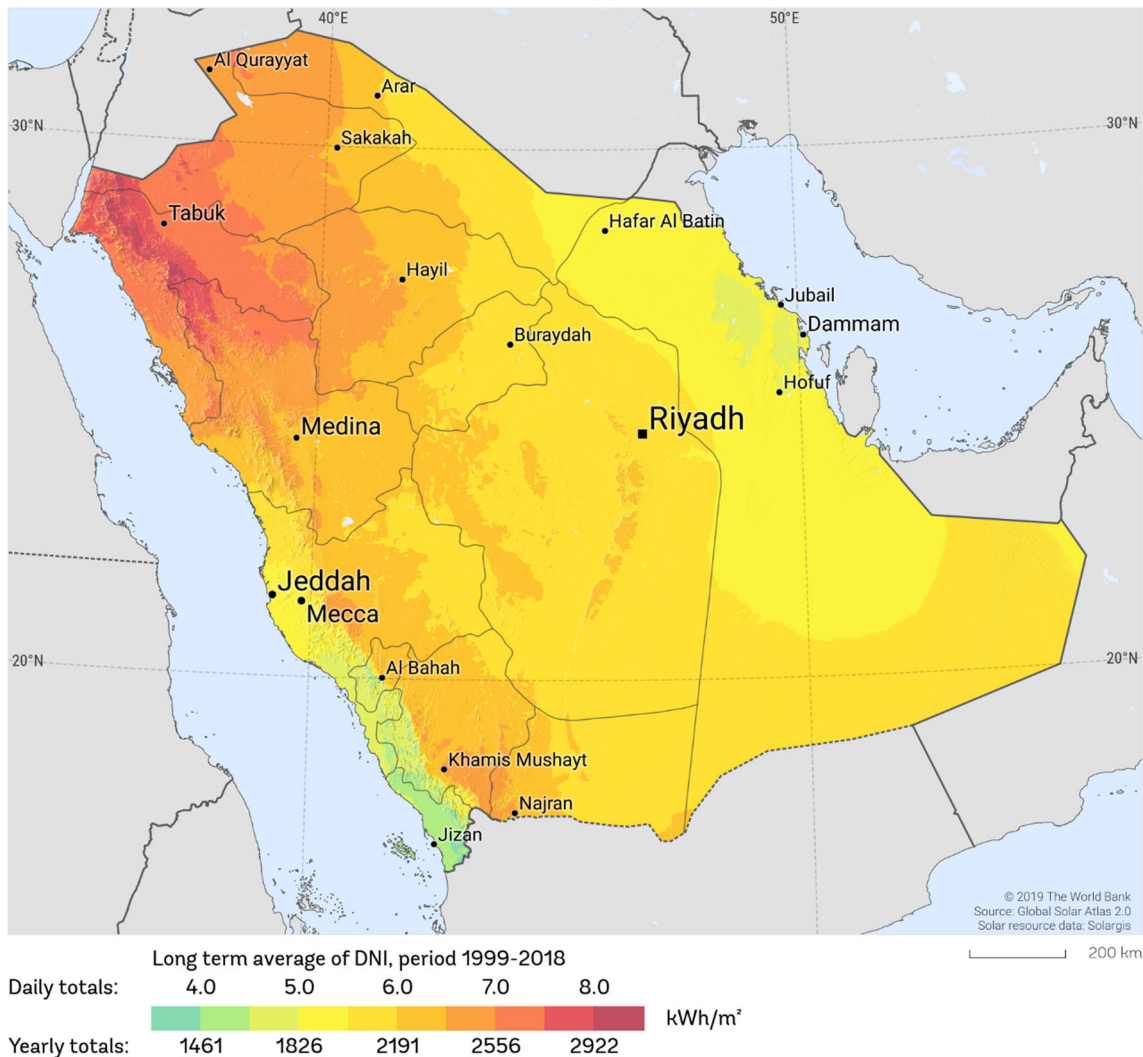 40°E 50°E
Al Qurayyat
Arar
30°N 30°N
Sakakah
Tabuk
Hafar Al Batin
Hayil
Jubail
Dammam
Buraydah
Hofuf
Riyadh
Medina
Jeddah
Mecca
20°N 20°N
Al Bahah
Khamis Mushayt
Najran
Jizan
© 2019 The World Bank
Source: Global Solar Atlas 2.0
Solar resource data: Solargis
200 km
Long term average of DNI, period 1999-2018
Daily totals: 4.0 5.0 6.0 7.0 8.0
kWh/m²
Yearly totals: 1461 1826 2191 2556 2922